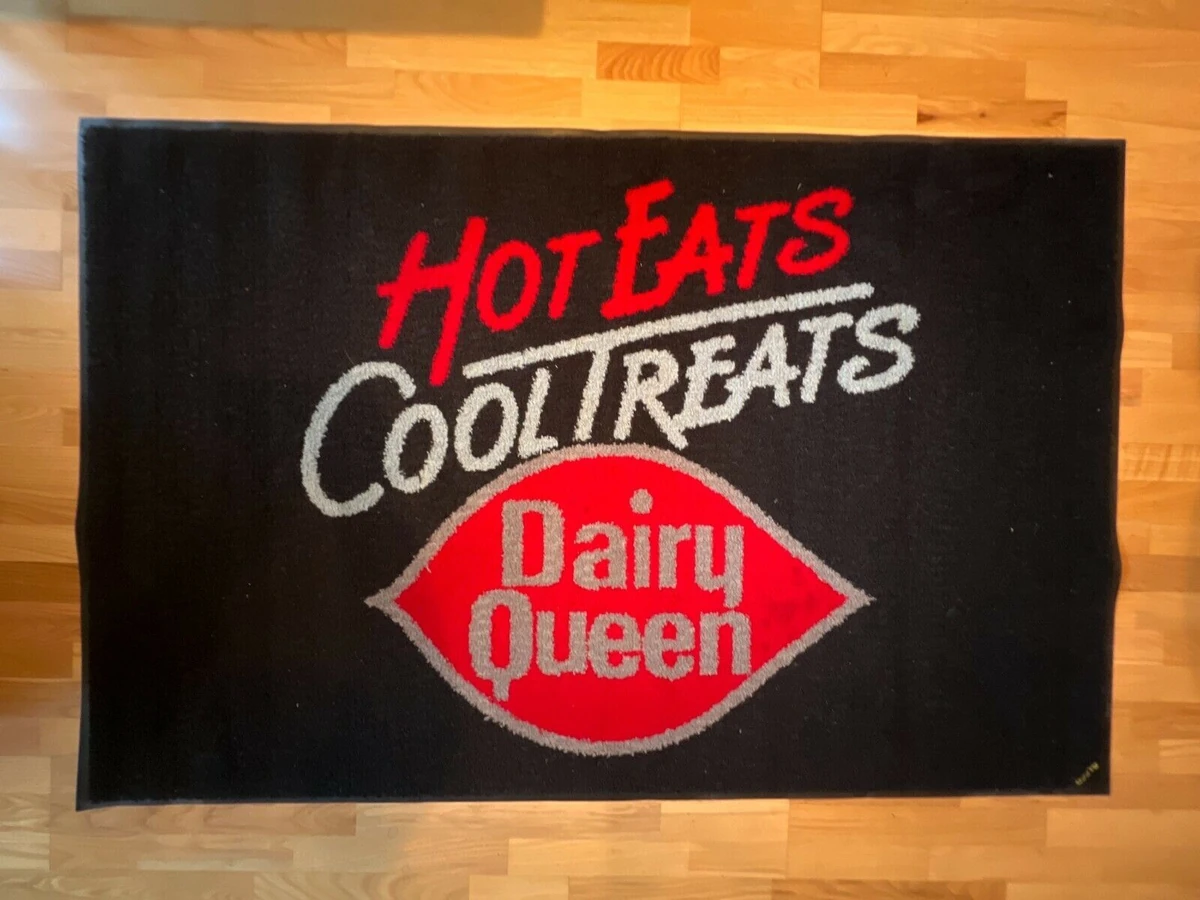 Hot Eats
Cool Treats
Dairy
Queen